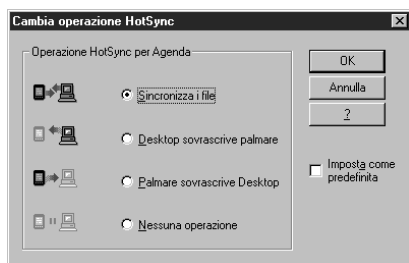 Cambia operazione HotSync
Operazione HotSync per Agenda
Sincronizza i file
Desktop sovrascrive palmare
Palmare sovrascrive Desktop
Nessuna operazione
OK
Annulla
?
Imposta come
predefinita